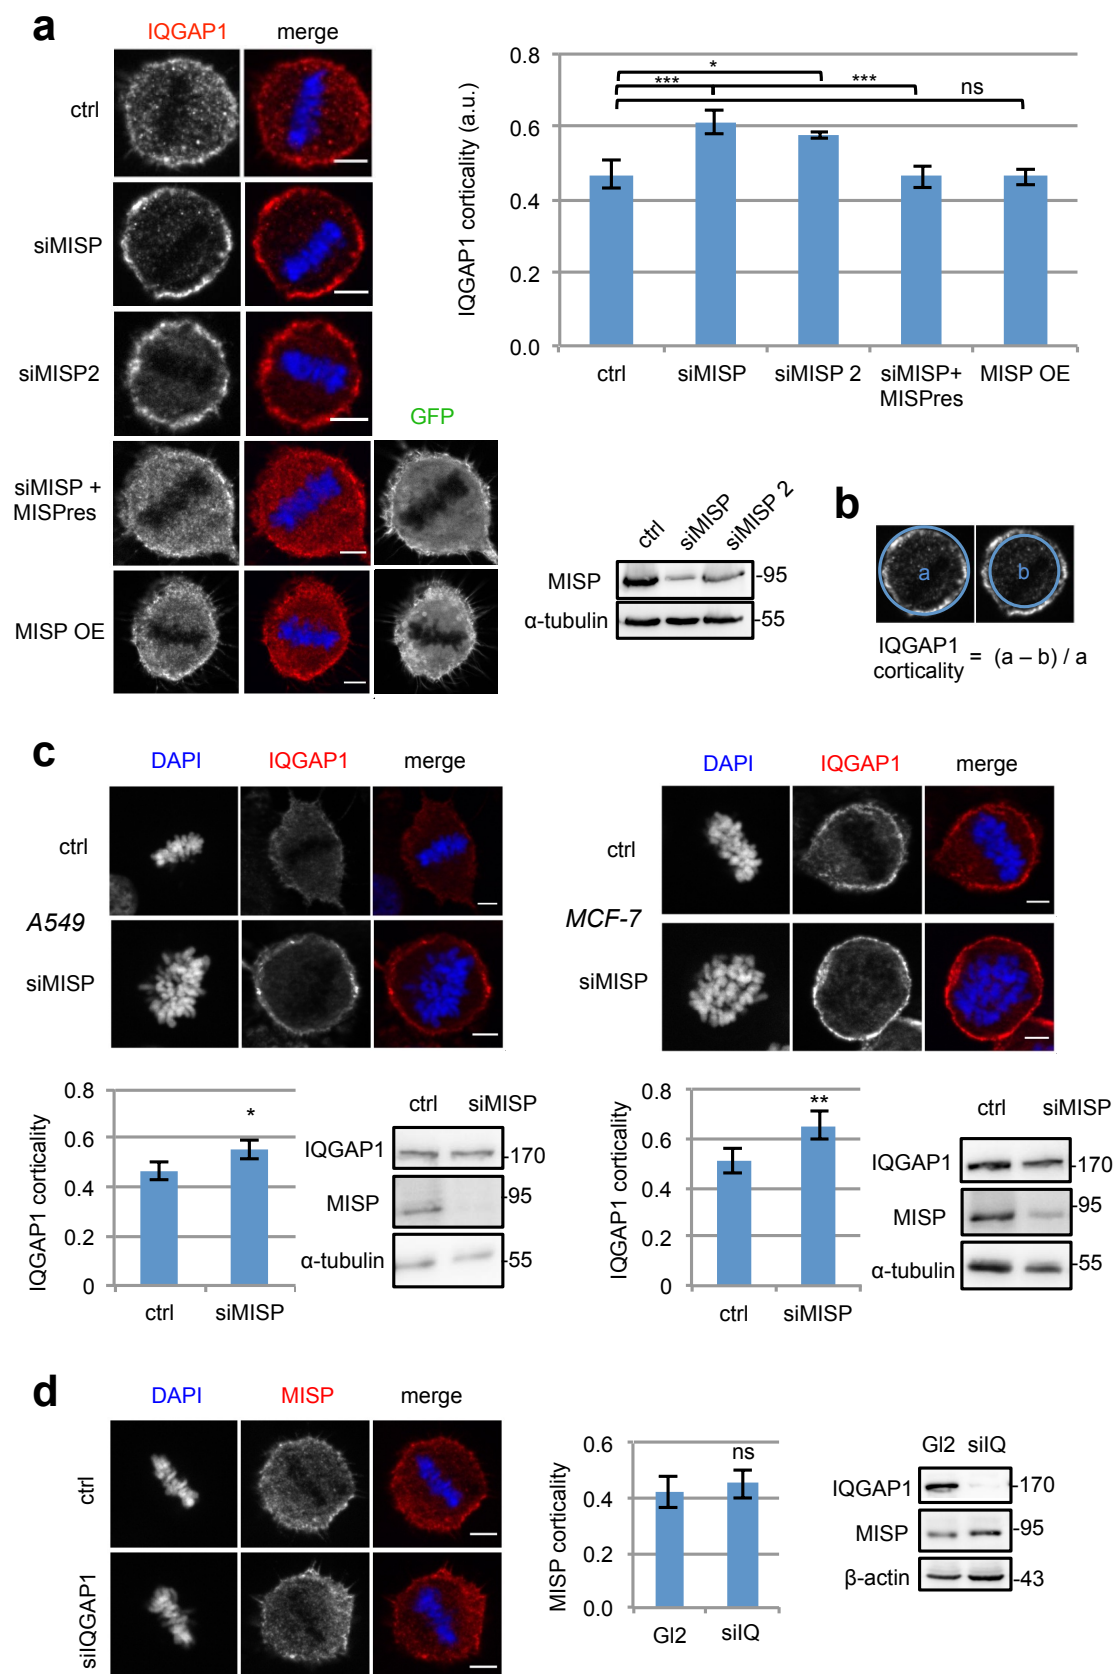 a
IQGAP1 merge
ctrl
siMISP
siMISP2
GFP
siMISP +
MISPres
MISP OE
IQGAP1 corticality (a.u.)
0.8
0.6
0.4
0.2
0.0
*
*** ***
ns
ctrl siMISP siMISP 2 siMISP+ MISP OE
MISPres
ctrl siMISP siMISP 2
MISP -95
α-tubulin -55
b
a b
IQGAP1
corticality = (a – b) / a
c
DAPI IQGAP1 merge
ctrl
A549
siMISP
DAPI IQGAP1 merge
ctrl
MCF-7
siMISP
IQGAP1 corticality
0.8
0.6
0.4
0.2
0
*
ctrl siMISP
ctrl siMISP
IQGAP1 -170
MISP -95
α-tubulin -55
IQGAP1 corticality
0.8
0.6
0.4
0.2
0
**
ctrl siMISP
ctrl siMISP
IQGAP1 -170
MISP -95
α-tubulin -55
d
DAPI MISP merge
ctrl
siIQGAP1
MISP corticality
0.6
0.4
0.2
0.0
ns
Gl2 siIQ
Gl2 siIQ
IQGAP1 -170
MISP -95
β-actin -43